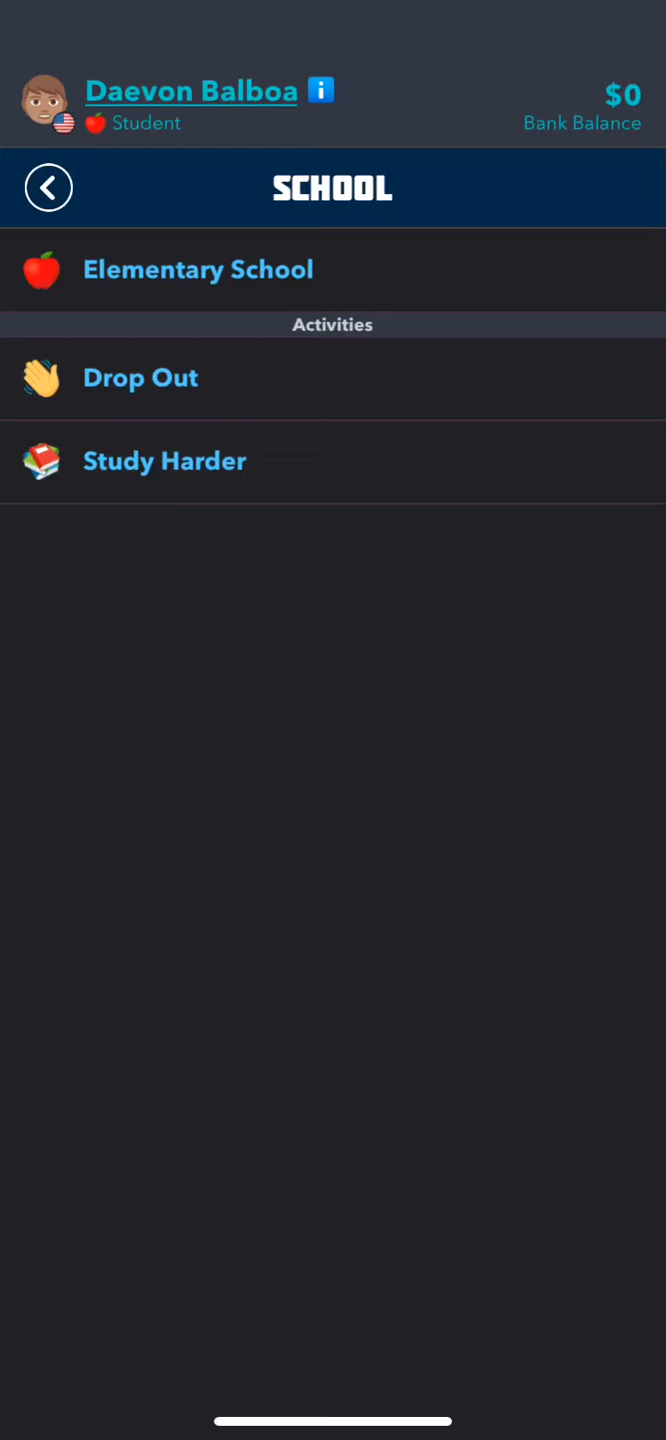 Daevon Balboa
$0
Student
Bank Balance
SCHOOL
Elementary School
Activities
Drop Out
Study Harder